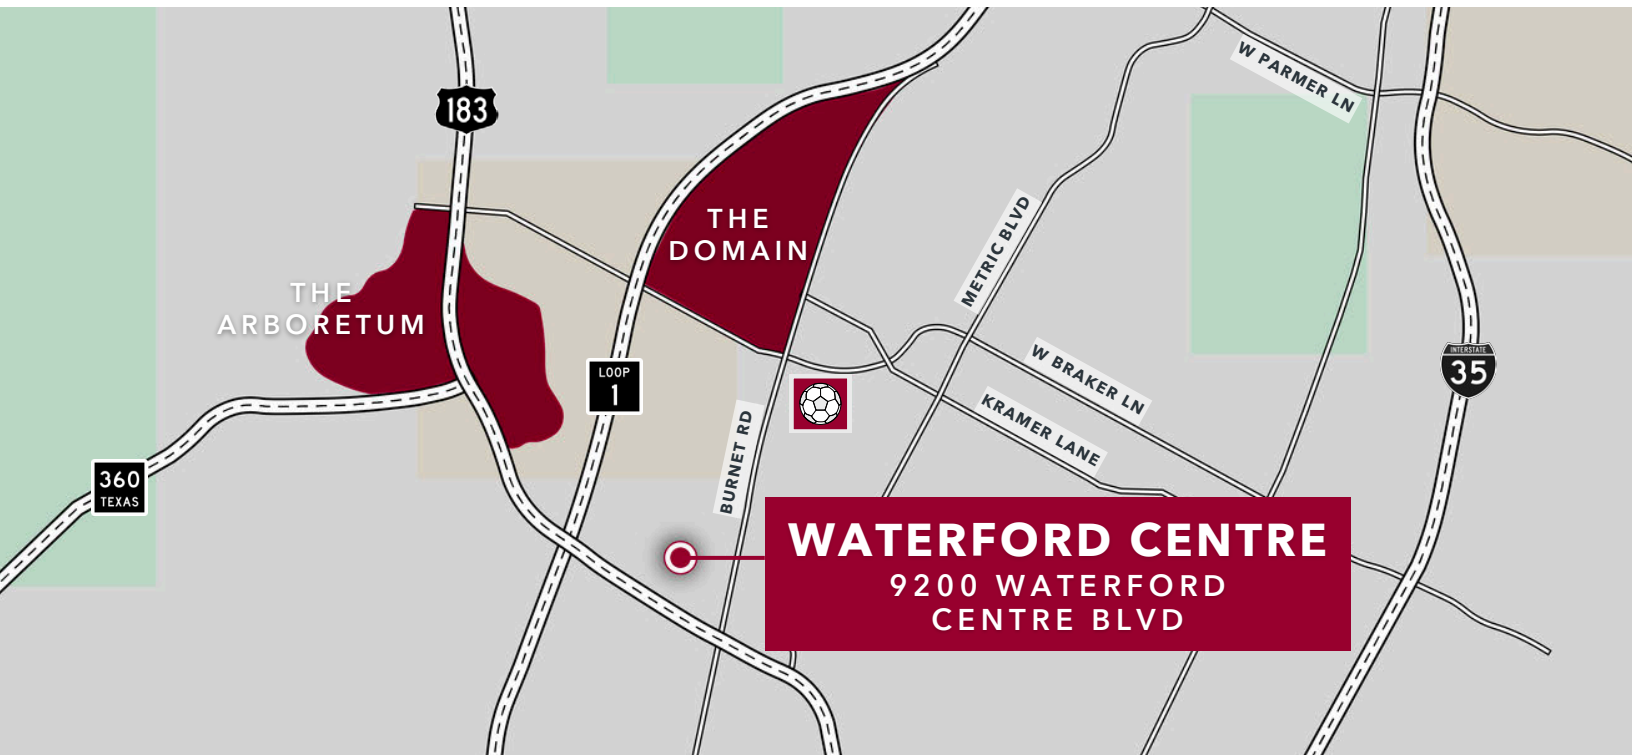 W PARMER LN
183
METRIC BLVD
THE
DOMAIN
THE
ARBORETUM
LOOP
1
INTERSTATE
35
W BRAKER LN
KRAMER LANE
BURNET RD
360
TEXAS
WATERFORD CENTRE
9200 WATERFORD
CENTRE BLVD